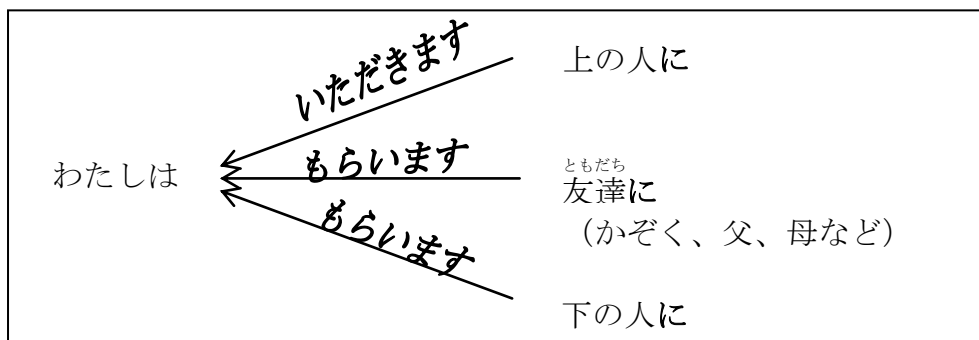 いただきます
上の人に
わたしは
もらいます
ともだち
友達に
(かぞく、父、母など)
もらいます
下の人に